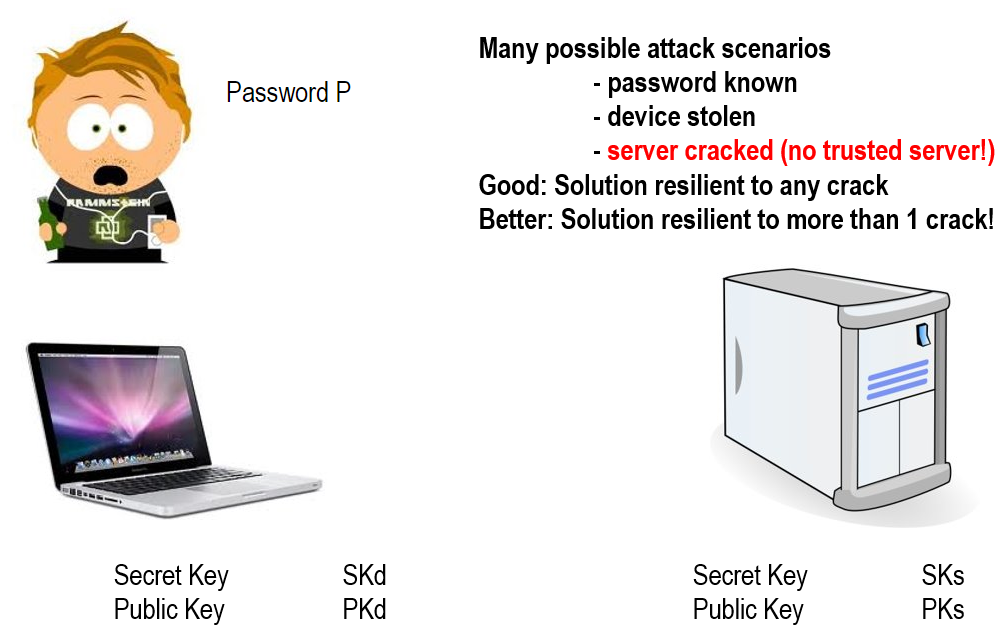 Password P
Many possible attack scenarios
- password known
- device stolen
- server cracked (no trusted server!)
Good: Solution resilient to any crack
Better: Solution resilient to more than 1 crack!
RAMMSTEIN
Secret Key SKd
Public Key PKd
Secret Key SKs
Public Key PKs